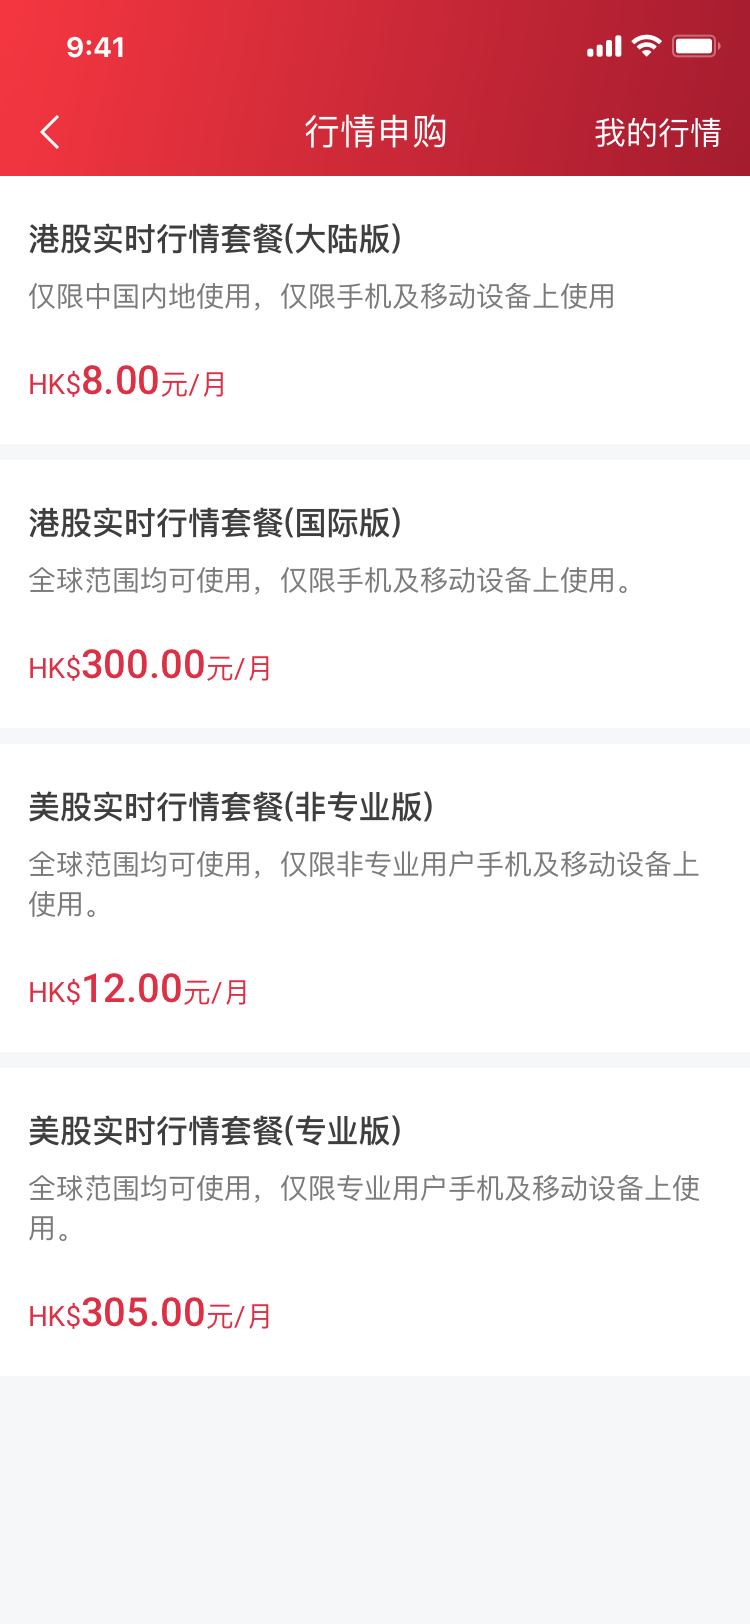 9:41
行情申购
我的行情
港股实时行情套餐(大陆版)
仅限中国内地使用，仅限手机及移动设备上使用
HK$8.00元/月
港股实时行情套餐(国际版)
全球范围均可使用，仅限手机及移动设备上使用。
HK$300.00元/月
美股实时行情套餐(非专业版)
全球范围均可使用，仅限非专业用户手机及移动设备上
使用。
HK$12.00元/月
美股实时行情套餐(专业版)
全球范围均可使用，仅限专业用户手机及移动设备上使
用。
HK$305.00元/月